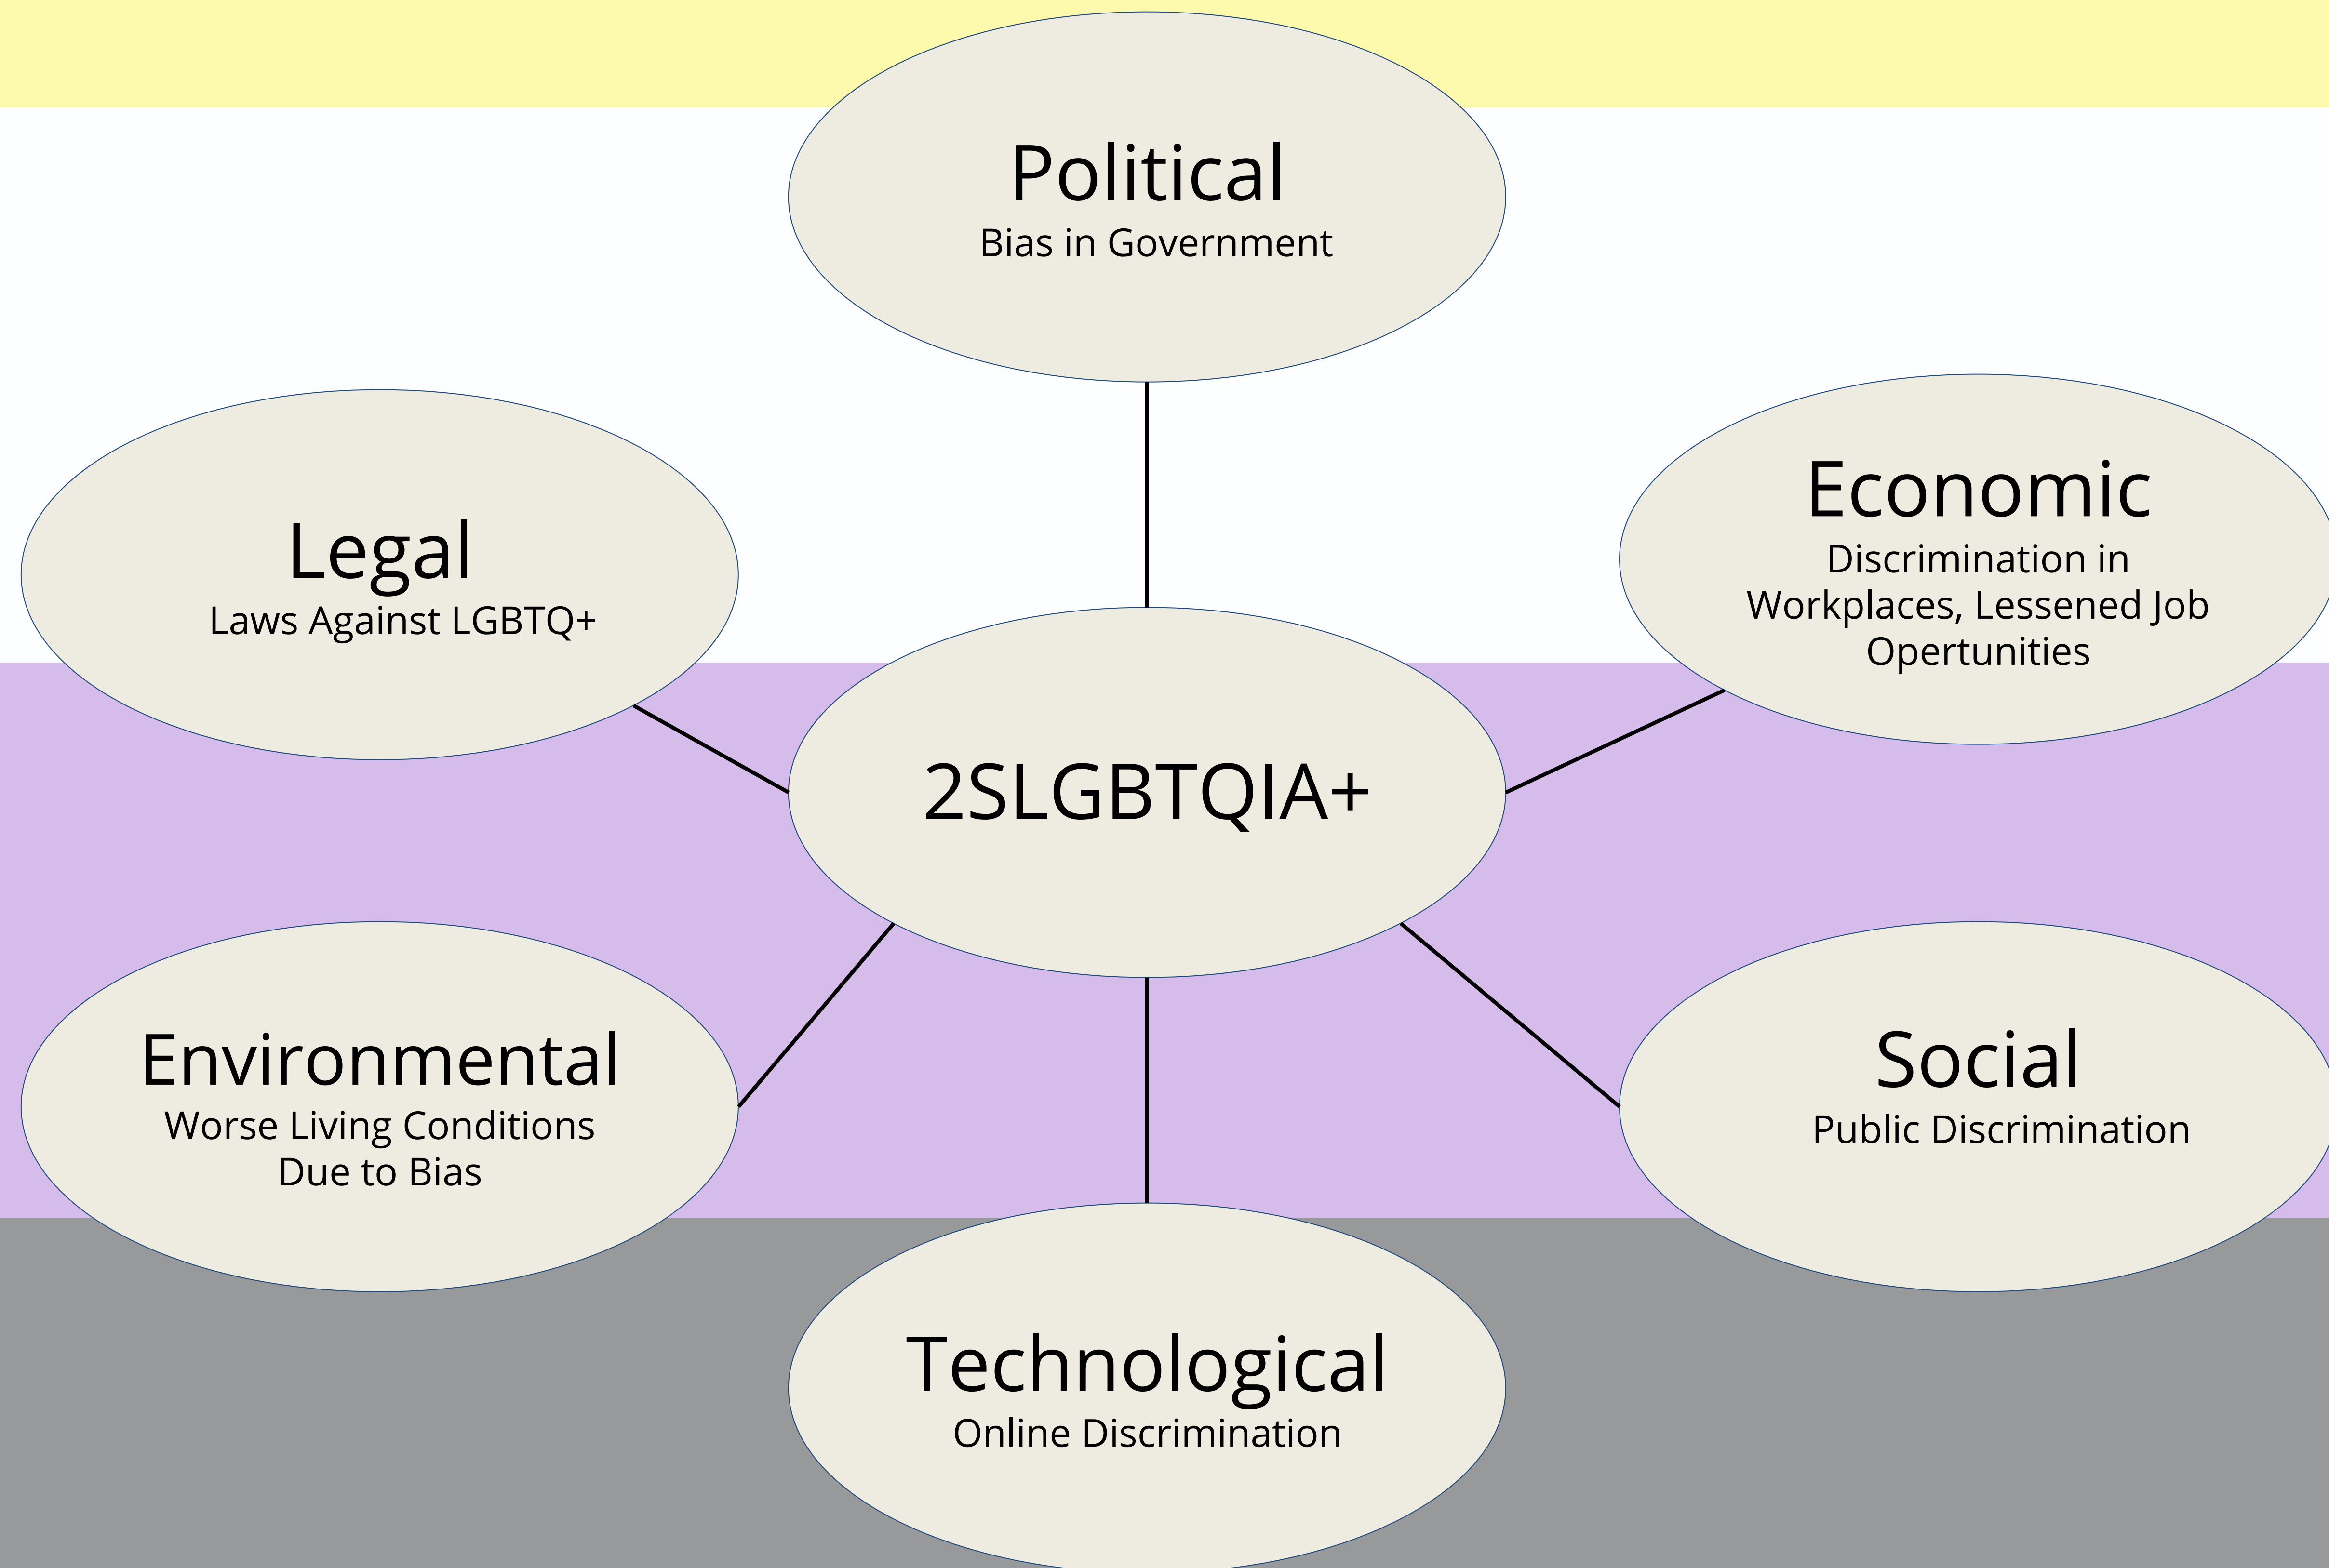 Political
Bias in Government
Legal
Laws Against LGBTQ+
Economic
Discrimination in
Workplaces, Lessened Job
Opertunities
2SLGBTQIA+
Environmental
Worse Living Conditions
Due to Bias
Social
Public Discrimination
Technological
Online Discrimination